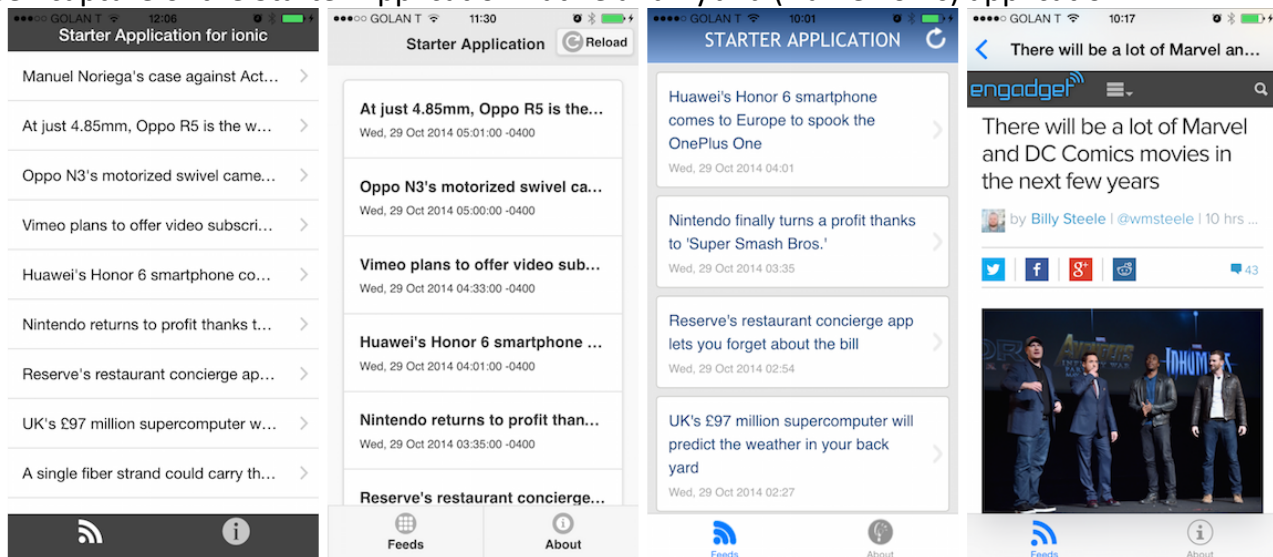 capture of the Starter Application
application
GOLAN T 12:06
Starter Application for ionic
Manuel Noriega's case against Act...
At just 4.85mm, Oppo R5 is the w...
Oppo N3's motorized swivel came...
Vimeo plans to offer video subscri...
Huawei's Honor 6 smartphone co...
Nintendo returns to profit thanks t...
Reserve's restaurant concierge ap...
UK's £97 million supercomputer w...
A single fiber strand could carry th...
GOLAN T 11:30
Starter Application Reload
At just 4.85mm, Oppo R5 is the...
Wed, 29 Oct 2014 05:01:00 -0400
Oppo N3's motorized swivel ca...
Wed, 29 Oct 2014 05:00:00 -0400
Vimeo plans to offer video sub...
Wed, 29 Oct 2014 04:33:00 -0400
Huawei's Honor 6 smartphone ...
Wed, 29 Oct 2014 04:01:00 -0400
Nintendo returns to profit than...
Wed, 29 Oct 2014 03:35:00 -0400
Reserve's restaurant concierge...
Feeds About
GOLAN T 10:01
STARTER APPLICATION
Huawei's Honor 6 smartphone
comes to Europe to spook the
OnePlus One
Wed, 29 Oct 2014 04:01
Nintendo finally turns a profit thanks
to 'Super Smash Bros.'
Wed, 29 Oct 2014 03:35
Reserve's restaurant concierge app
lets you forget about the bill
Wed, 29 Oct 2014 02:54
UK's £97 million supercomputer will
predict the weather in your back
yard
Wed, 29 Oct 2014 02:27
Feeds About
GOLAN T 10:17
There will be a lot of Marvel an...
engadget
There will be a lot of Marvel
and DC Comics movies in
the next few years
by Billy Steele | @wmsteele | 10 hrs ...
43
AVENGERS
INHUMANS
Feeds About